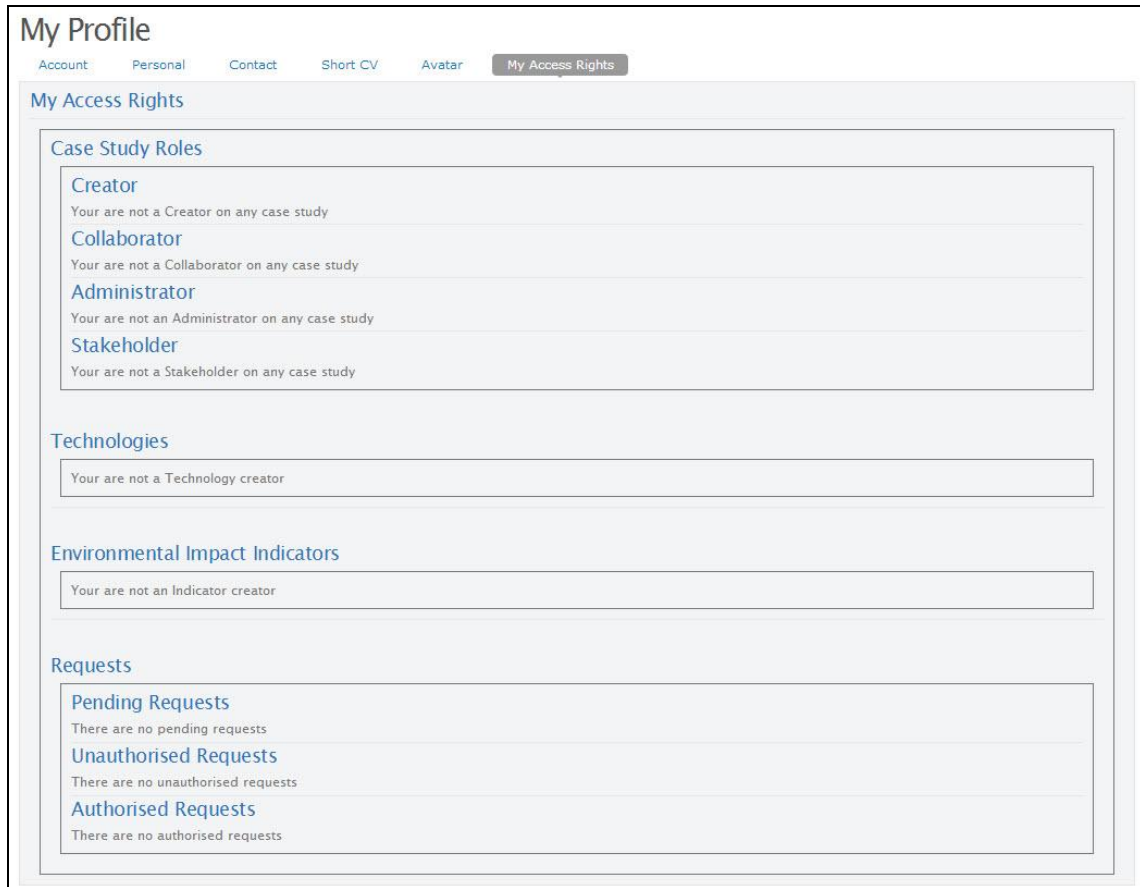 My Profile
Account Personal Contact Short CV Avatar My Access Rights
My Access Rights
Case Study Roles
Creator
Your are not a Creator on any case study
Collaborator
Your are not a Collaborator on any case study
Administrator
Your are not an Administrator on any case study
Stakeholder
Your are not a Stakeholder on any case study
Technologies
Your are not a Technology creator
Environmental Impact Indicators
Your are not an Indicator creator
Requests
Pending Requests
There are no pending requests
Unauthorised Requests
There are no unauthorised requests
Authorised Requests
There are no authorised requests